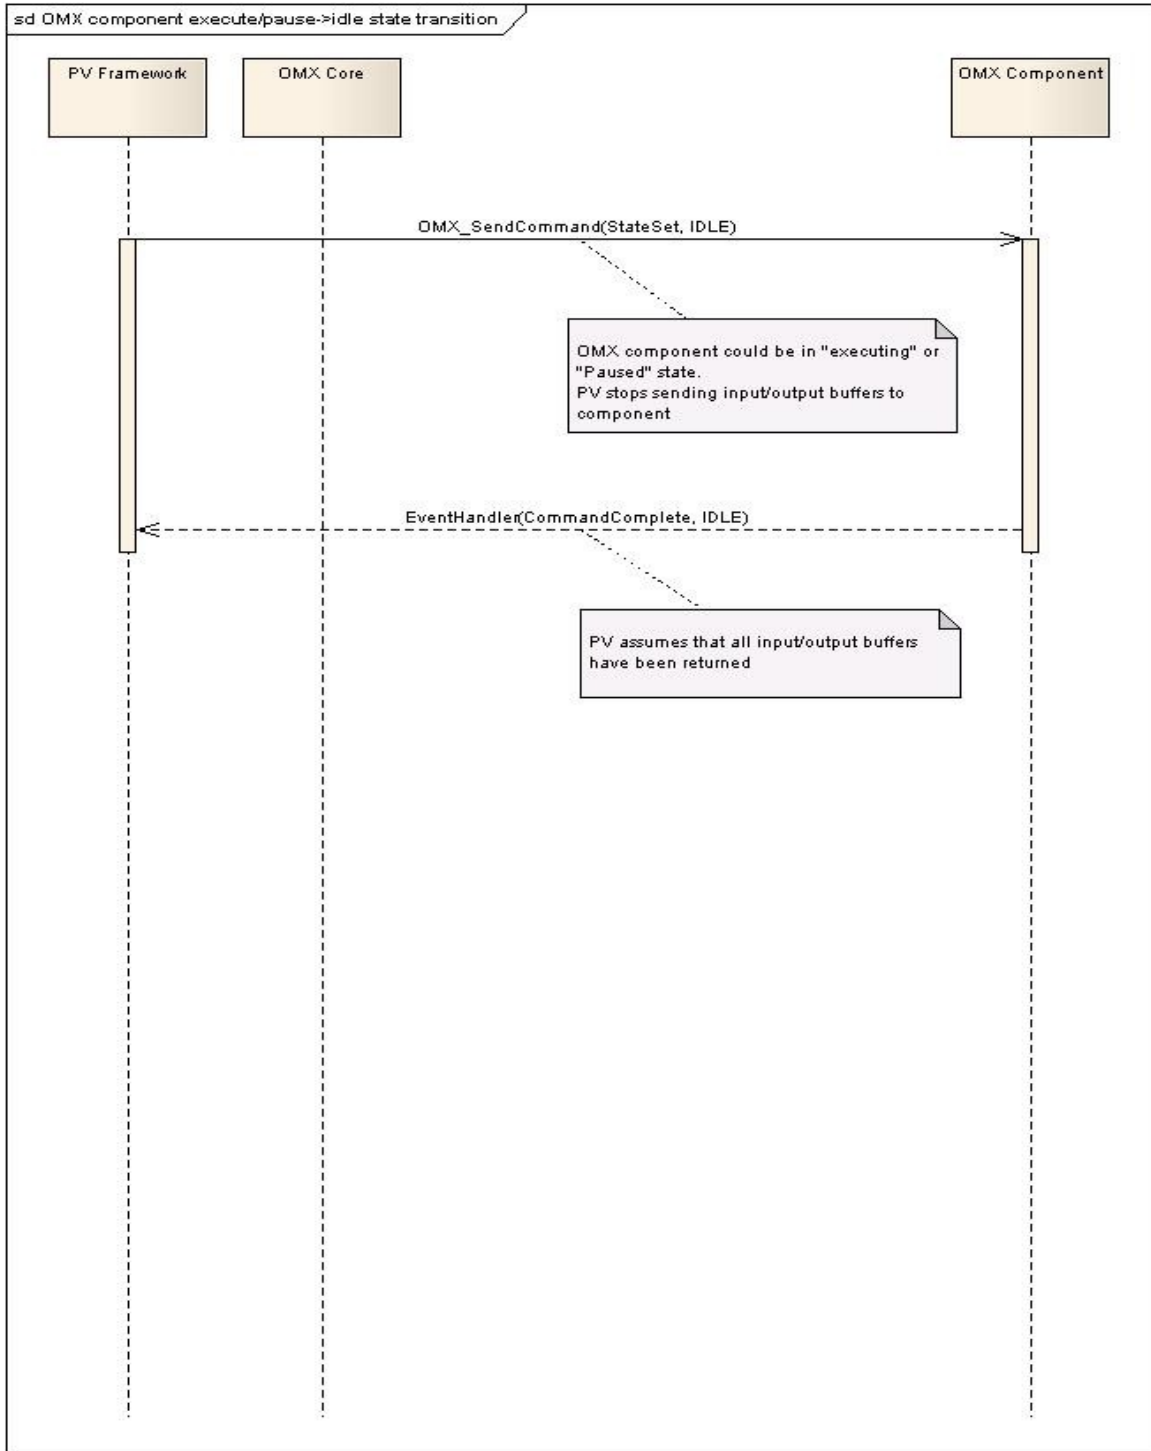 sd OMX component execute/pause->idle state transition
PV Framework
OMX Core
OMX Component
OMX_SendCommand(StateSet, IDLE)
OMX component could be in "executing" or
"Paused" state.
PV stops sending input/output buffers to
component
EventHandler(CommandComplete, IDLE)
PV assumes that all input/output buffers
have been returned